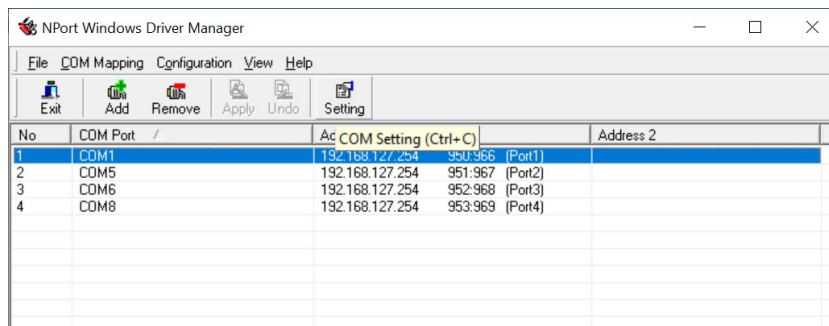 NPort Windows Driver Manager
File COM Mapping Configuration View Help
Exit Add Remove Apply Undo Setting
No COM Port Address 2
COM Setting (Ctrl+C)
1 COM1 192.168.127.254 950:966 (Port1)
2 COM5 192.168.127.254 951:967 (Port2)
3 COM6 192.168.127.254 952:968 (Port3)
4 COM8 192.168.127.254 953:969 (Port4)